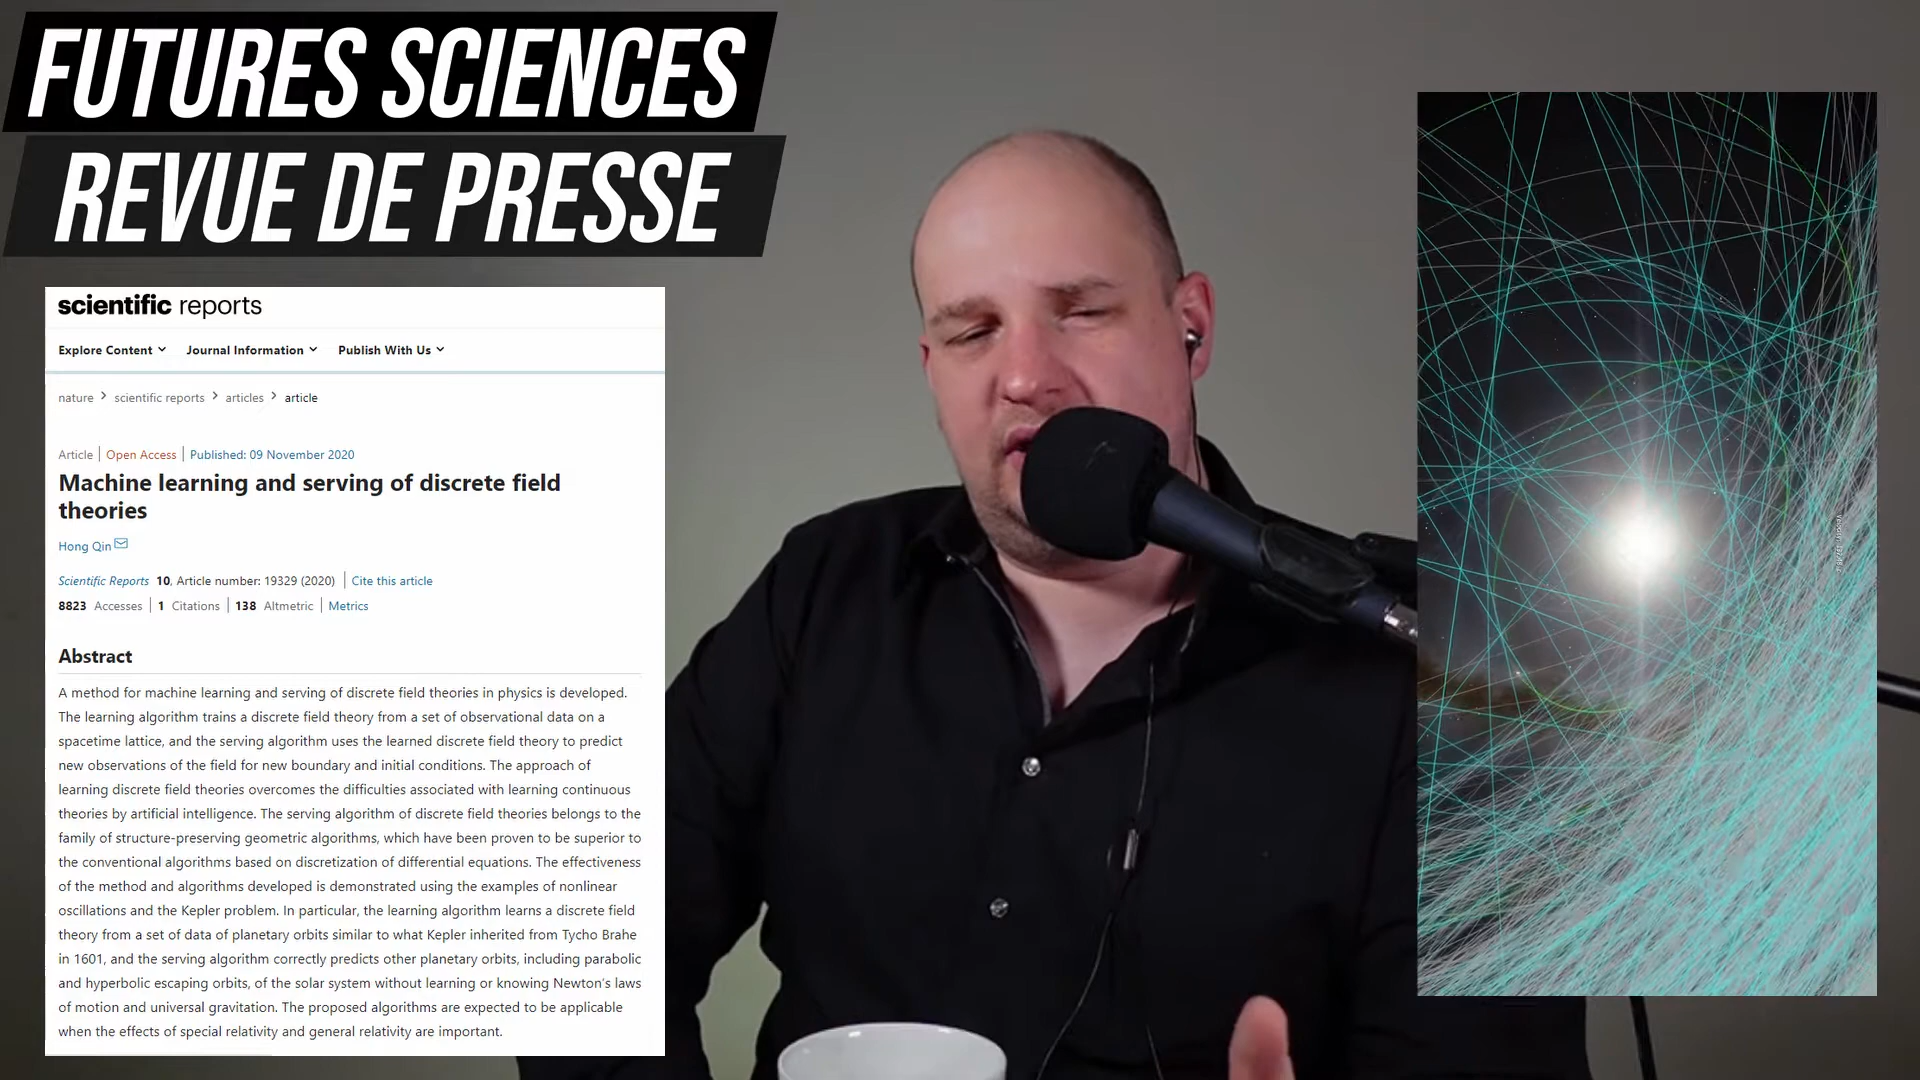 FUTURES SCIENCES
REVUE DE PRESSE
scientific reports
Explore Content Journal Information Publish With Us
nature > scientific reports > articles > article
Article | Open Access | Published: 09 November 2020
Machine learning and serving of discrete field
theories
Hong Qin
Scientific Reports 10, Article number: 19329 (2020) | Cite this article
8823 Accesses | 1 Citations | 138 Altmetric | Metrics
Abstract
A method for machine learning and serving of discrete field theories in physics is developed.
The learning algorithm trains a discrete field theory from a set of observational data on a
spacetime lattice, and the serving algorithm uses the learned discrete field theory to predict
new observations of the field for new boundary and initial conditions. The approach of
learning discrete field theories overcomes the difficulties associated with learning continuous
theories by artificial intelligence. The serving algorithm of discrete field theories belongs to the
family of structure-preserving geometric algorithms, which have been proven to be superior to
the conventional algorithms based on discretization of differential equations. The effectiveness
of the method and algorithms developed is demonstrated using the examples of nonlinear
oscillations and the Kepler problem. In particular, the learning algorithm learns a discrete field
theory from a set of data of planetary orbits similar to what Kepler inherited from Tycho Brahe
in 1601, and the serving algorithm correctly predicts other planetary orbits, including parabolic
and hyperbolic escaping orbits, of the solar system without learning or knowing Newton's laws
of motion and universal gravitation. The proposed algorithms are expected to be applicable
when the effects of special relativity and general relativity are important.